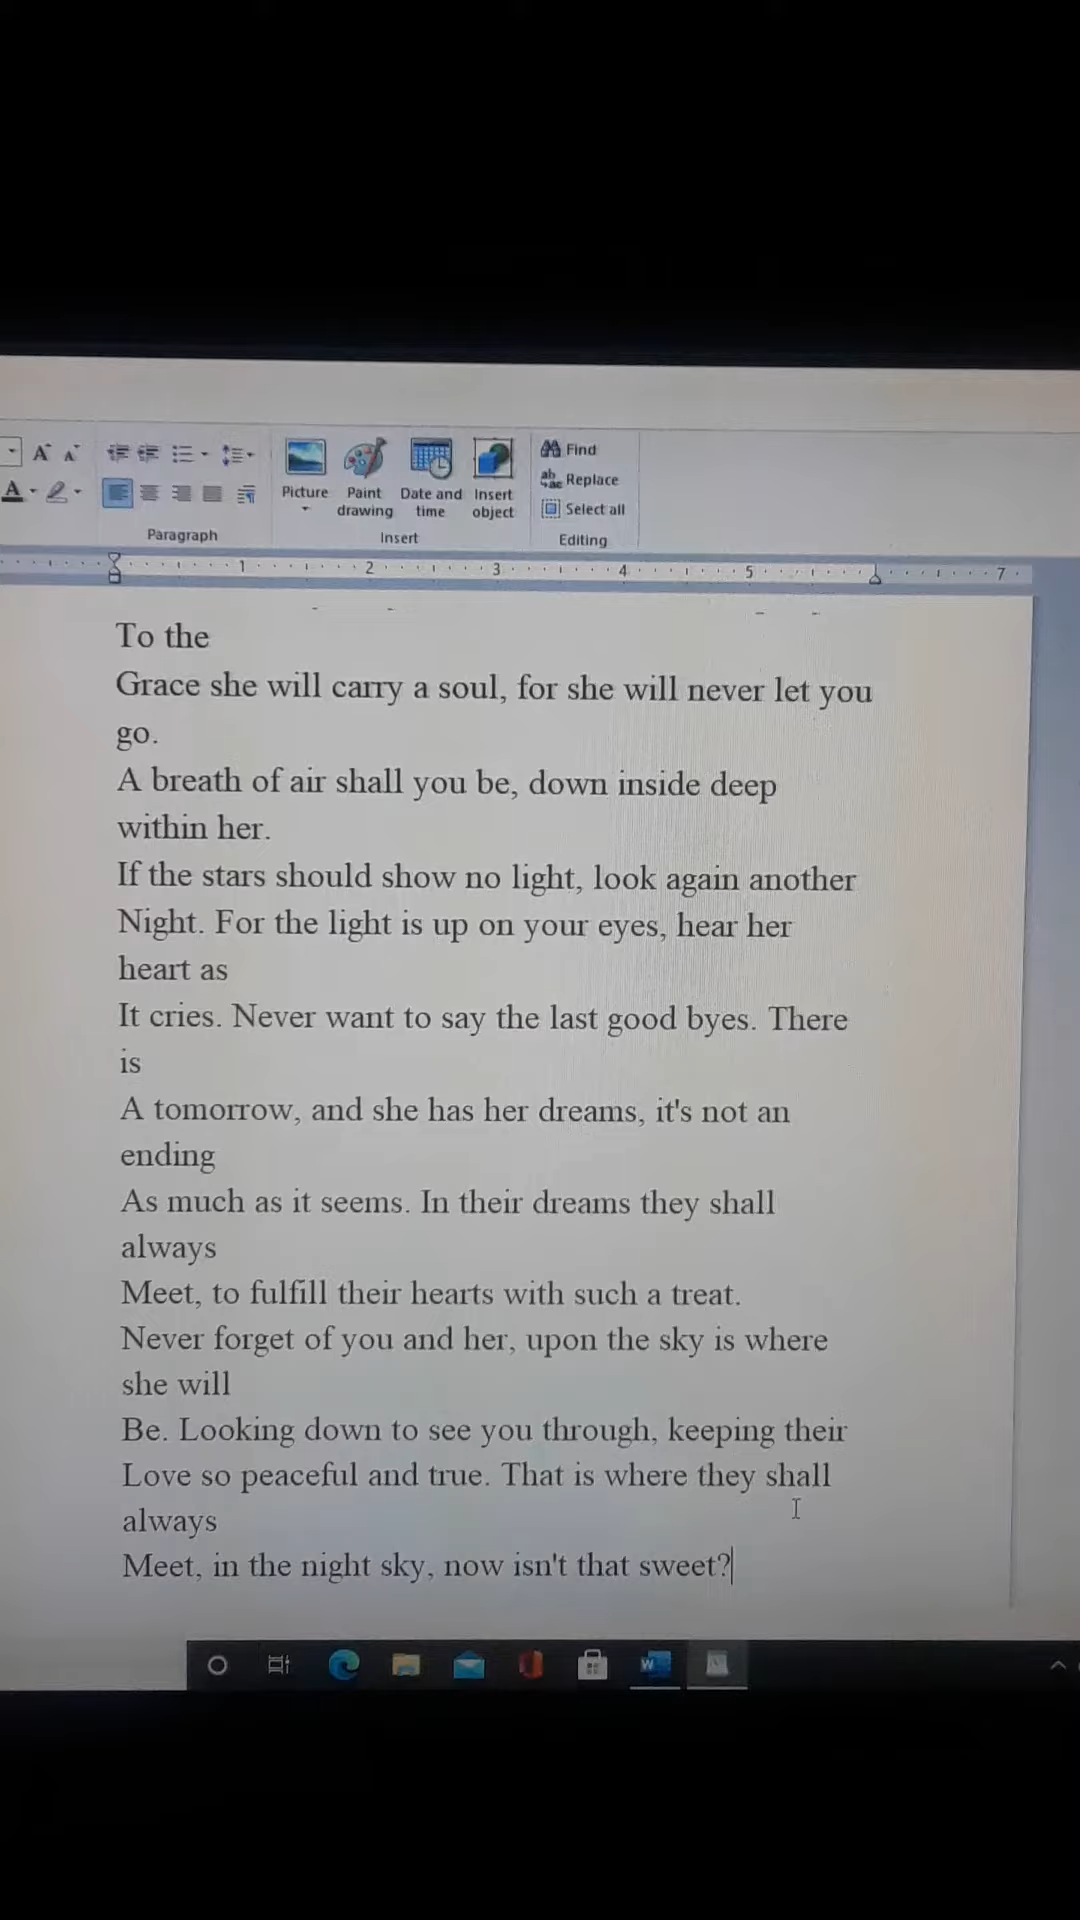 Find
Replace
Select all
Picture
Paint drawing
Date and time
Insert object
Paragraph
Insert
Editing
1 2 3 4 5 7
To the
Grace she will carry a soul, for she will never let you
go.
A breath of air shall you be, down inside deep
within her.
If the stars should show no light, look again another
Night. For the light is up on your eyes, hear her
heart as
It cries. Never want to say the last good byes. There
is
A tomorrow, and she has her dreams, it's not an
ending
As much as it seems. In their dreams they shall
always
Meet, to fulfill their hearts with such a treat.
Never forget of you and her, upon the sky is where
she will
Be. Looking down to see you through, keeping their
Love so peaceful and true. That is where they shall
always
Meet, in the night sky, now isn't that sweet?